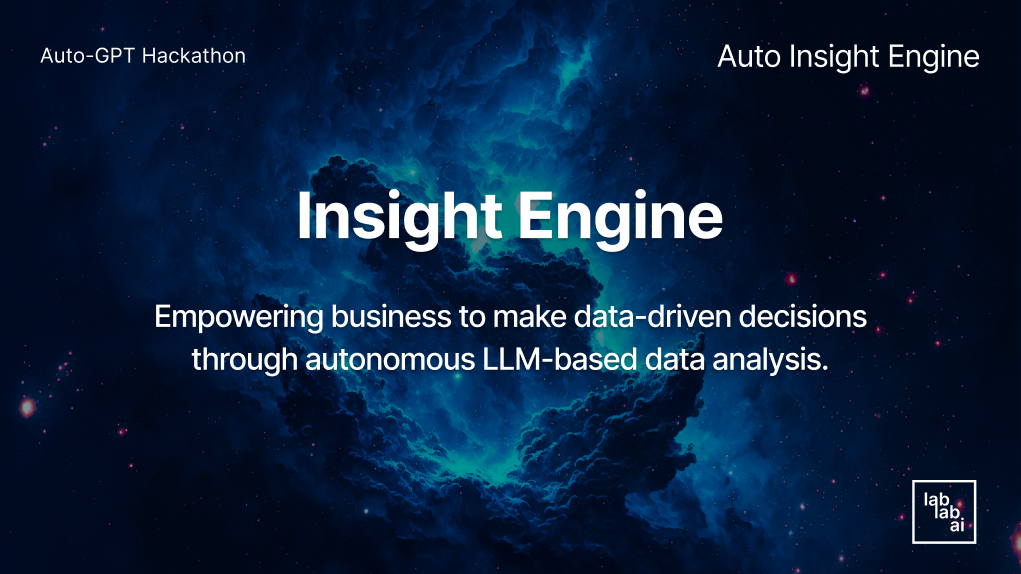 Auto-GPT Hackathon
Auto Insight Engine
Insight Engine
Empowering business to make data-driven decisions
through autonomous LLM-based data analysis.
lab
lab
ai